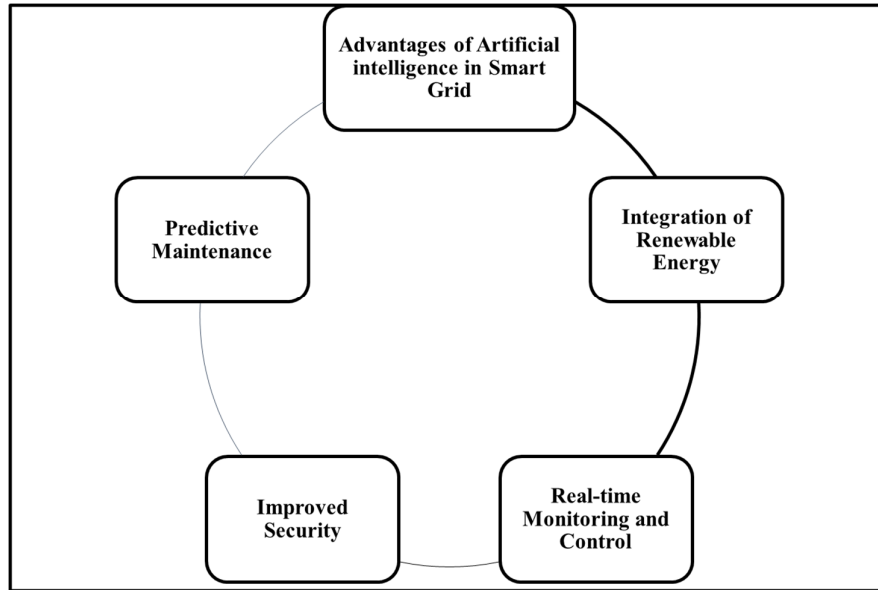 Advantages of Artificial
intelligence in Smart
Grid
Integration of
Renewable
Energy
Real-time
Monitoring and
Control
Improved
Security
Predictive
Maintenance